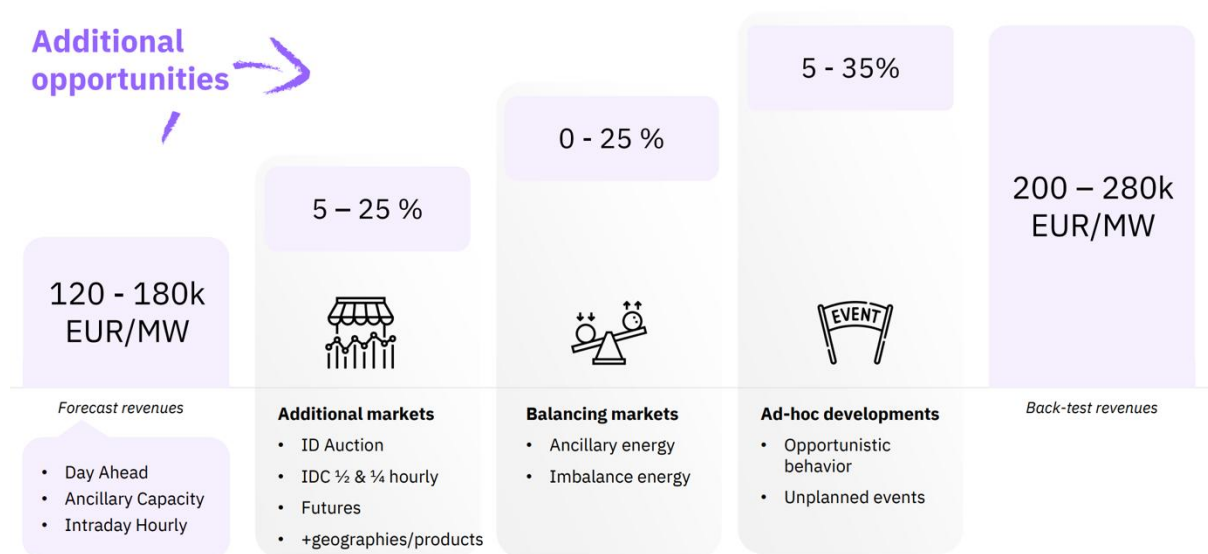 Additional
opportunities
120 - 180k
EUR/MW
Forecast revenues
• Day Ahead
• Ancillary Capacity
• Intraday Hourly
5 – 25 %
Additional markets
• ID Auction
• IDC ½ & ¼ hourly
• Futures
• +geographies/products
0 - 25 %
Balancing markets
• Ancillary energy
• Imbalance energy
5 - 35%
EVENT
Ad-hoc developments
• Opportunistic
behavior
• Unplanned events
200 – 280k
EUR/MW
Back-test revenues